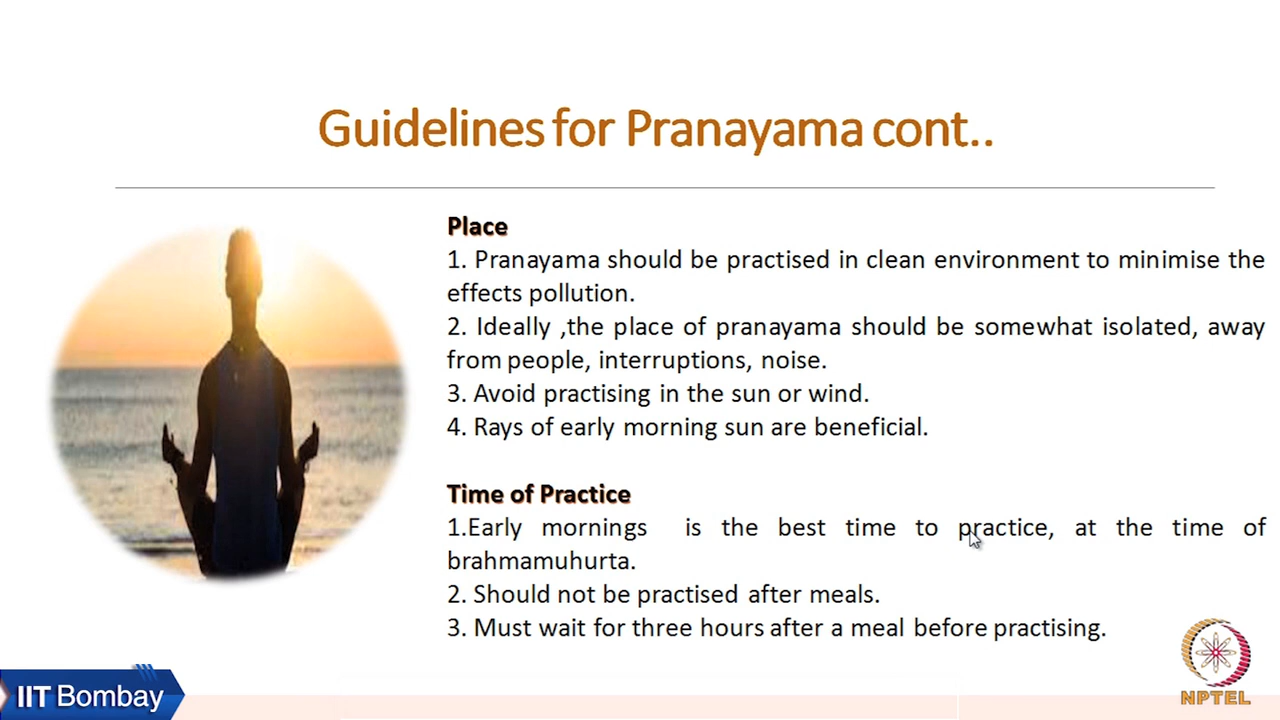 Guidelines for Pranayama cont..
Place
1. Pranayama should be practised in clean environment to minimise the
effects pollution.
2. Ideally ,the place of pranayama should be somewhat isolated, away
from people, interruptions, noise.
3. Avoid practising in the sun or wind.
4. Rays of early morning sun are beneficial.
Time of Practice
1.Early mornings is the best time to practice, at the time of
brahmamuhurta.
2. Should not be practised after meals.
3. Must wait for three hours after a meal before practising.
IIT Bombay
NPTEL